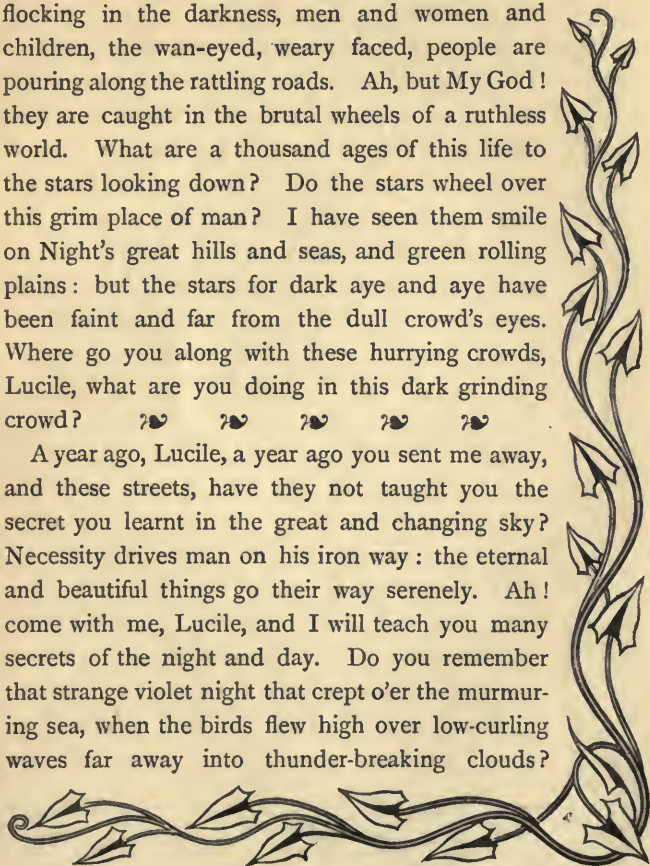 flocking in the darkness, men and women and
children, the wan-eyed, weary faced, people are
pouring along the rattling roads. Ah, but My God !
they are caught in the brutal wheels of a ruthless
world. What are a thousand ages of this life to
the stars looking down? Do the stars wheel over
this grim place of man? I have seen them smile
on Night's great hills and seas, and green rolling
plains : but the stars for dark aye and aye have
been faint and far from the dull crowd's eyes.
Where go you along with these hurrying crowds,
Lucile, what are you doing in this dark grinding
crowd? ❧ ❧ ❧ ❧ ❧
A year ago, Lucile, a year ago you sent me away,
and these streets, have they not taught you the
secret you learnt in the great and changing sky?
Necessity drives man on his iron way : the eternal
and beautiful things go their way serenely. Ah !
come with me, Lucile, and I will teach you many
secrets of the night and day. Do you remember
that strange violet night that crept o'er the murmur-
ing sea, when the birds flew high over low-curling
waves far away into thunder-breaking clouds?